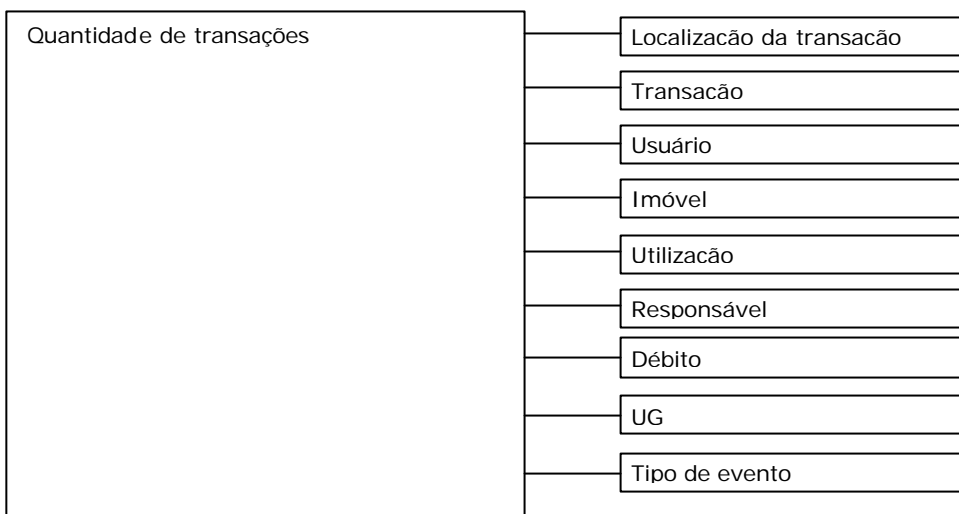 Quantidade de transações
Localizacão da transacão
Transacão
Usuário
Imóvel
Utilizacão
Responsável
Débito
UG
Tipo de evento